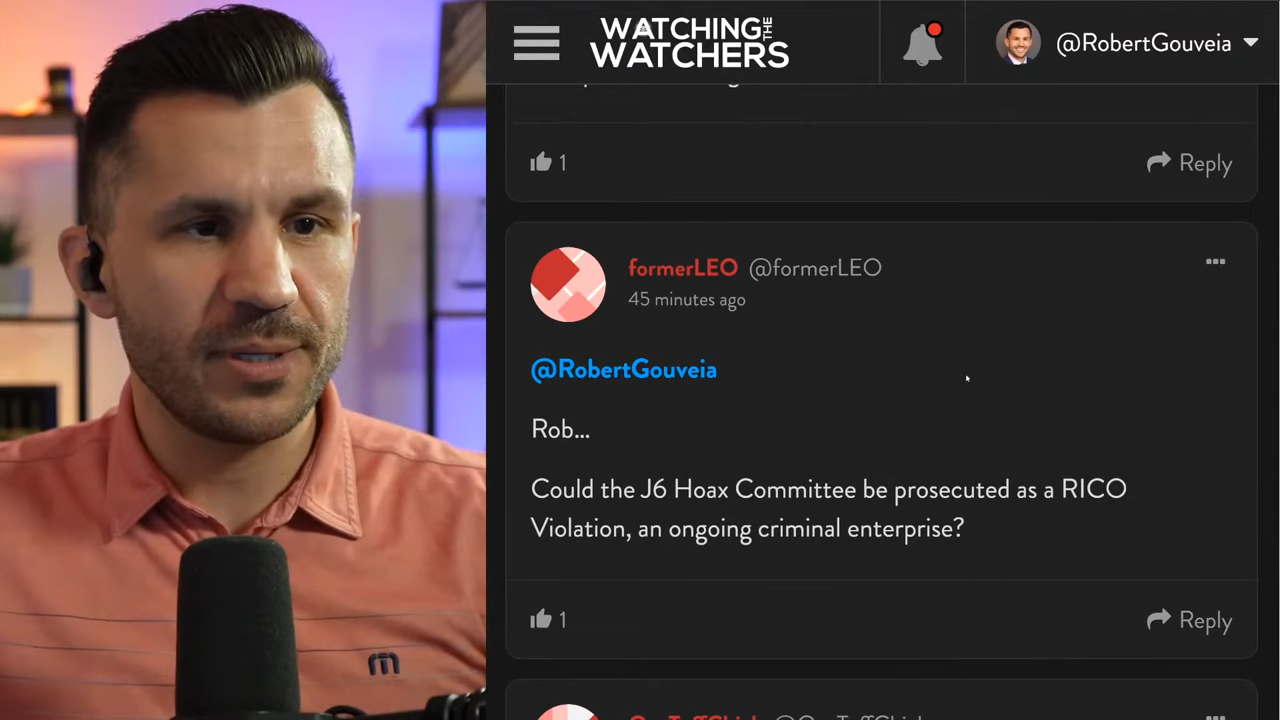 WATCHING THE
WATCHERS
@RobertGouveia
1
Reply
formerLEO @formerLEO
45 minutes ago
@RobertGouveia
Rob...
Could the J6 Hoax Committee be prosecuted as a RICO
Violation, an ongoing criminal enterprise?
1
Reply